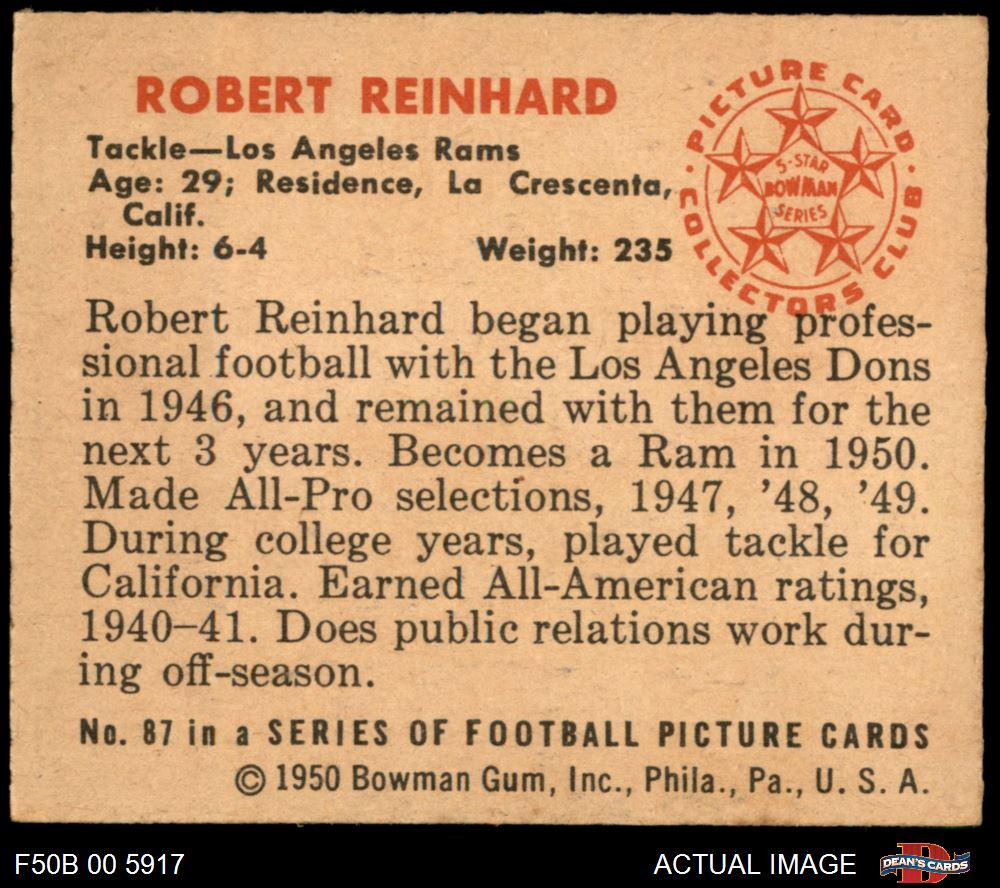 ROBERT REINHARD
Tackle—Los Angeles Rams
Age: 29; Residence, La Crescenta,
Calif.
Height: 6-4 Weight: 235
PICTURE CARD
COLLECTORS CLUB
5-STAR
BOWMAN
SERIES
Robert Reinhard began playing profes-
sional football with the Los Angeles Dons
in 1946, and remained with them for the
next 3 years. Becomes a Ram in 1950.
Made All-Pro selections, 1947, ’48, ’49.
During college years, played tackle for
California. Earned All-American ratings,
1940–41. Does public relations work dur-
ing off-season.
No. 87 in a SERIES OF FOOTBALL PICTURE CARDS
© 1950 Bowman Gum, Inc., Phila., Pa., U. S. A.
F50B 00 5917 ACTUAL IMAGE
DEAN'S CARDS